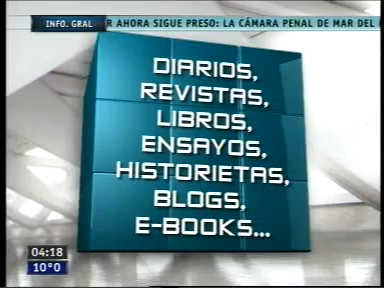 INFO. GRAL
R AHORA SIGUE PRESO: LA CÁMARA PENAL DE MAR DEL
DIARIOS,
REVISTAS,
LIBROS,
ENSAYOS,
HISTORIETAS,
BLOGS,
E-BOOKS...
04:18
10°0